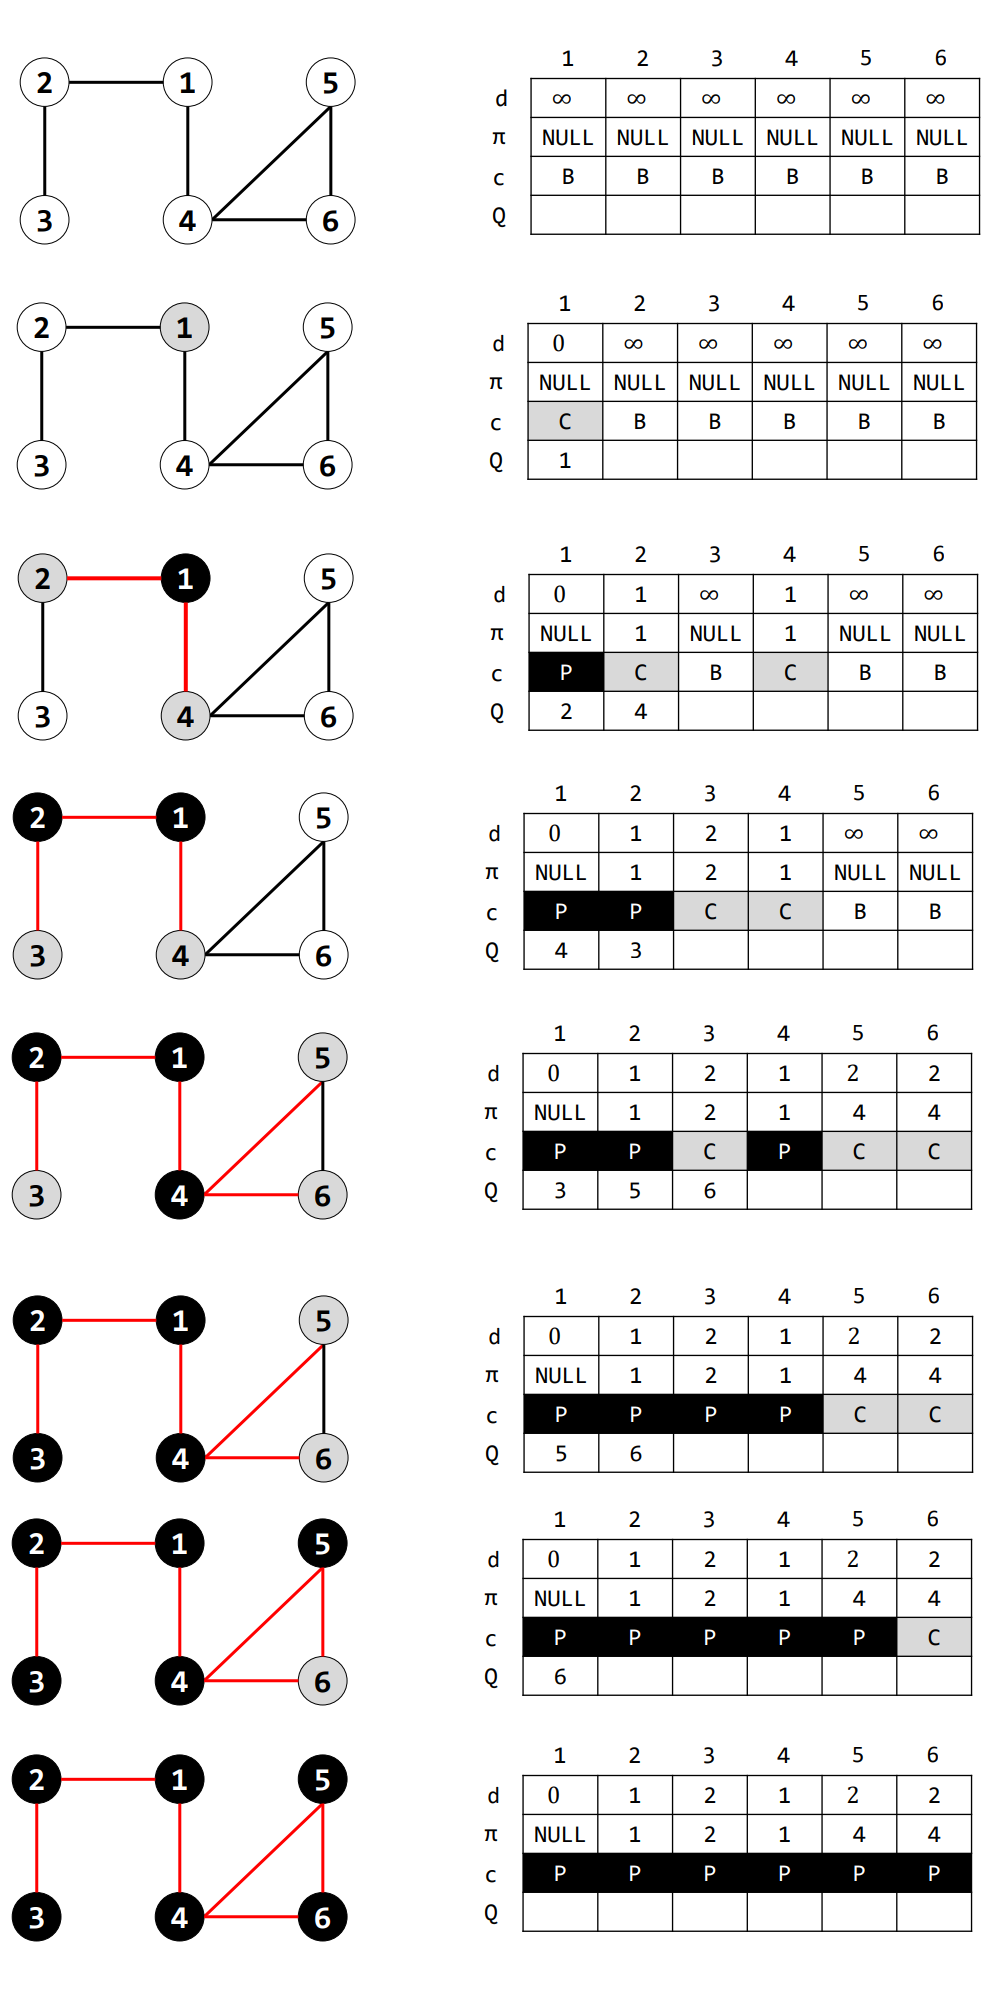 2 1 5
3 4 6
1 2 3 4 5 6
d ∞ ∞ ∞ ∞ ∞ ∞
π NULL NULL NULL NULL NULL NULL
c B B B B B B
Q
2 1 5
3 4 6
1 2 3 4 5 6
d 0 ∞ ∞ ∞ ∞ ∞
π NULL NULL NULL NULL NULL NULL
c C B B B B B
Q 1
2 1 5
3 4 6
1 2 3 4 5 6
d 0 1 ∞ 1 ∞ ∞
π NULL 1 NULL 1 NULL NULL
c P C B C B B
Q 2 4
2 1 5
3 4 6
1 2 3 4 5 6
d 0 1 2 1 ∞ ∞
π NULL 1 2 1 NULL NULL
c P P C C B B
Q 4 3
2 1 5
3 4 6
1 2 3 4 5 6
d 0 1 2 1 2 2
π NULL 1 2 1 4 4
c P P C P C C
Q 3 5 6
2 1 5
3 4 6
1 2 3 4 5 6
d 0 1 2 1 2 2
π NULL 1 2 1 4 4
c P P P P C C
Q 5 6
2 1 5
3 4 6
1 2 3 4 5 6
d 0 1 2 1 2 2
π NULL 1 2 1 4 4
c P P P P P C
Q 6
2 1 5
3 4 6
1 2 3 4 5 6
d 0 1 2 1 2 2
π NULL 1 2 1 4 4
c P P P P P P
Q